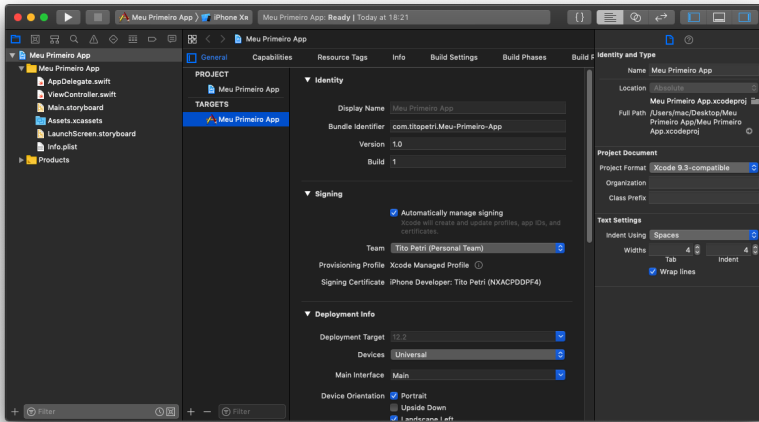 Meu Primeiro App
iPhone XR
Meu Primeiro App: Ready | Today at 18:21
Meu Primeiro App
Meu Primeiro App
AppDelegate.swift
ViewController.swift
Main.storyboard
Assets.xcassets
LaunchScreen.storyboard
Info.plist
Products
Filter
Meu Primeiro App
General
Capabilities
Resource Tags
Info
Build Settings
Build Phases
PROJECT
Meu Primeiro App
TARGETS
Meu Primeiro App
Filter
Identity
Display Name Meu Primeiro App
Bundle Identifier com.titopetri.Meu-Primeiro-App
Version 1.0
Build 1
Signing
Automatically manage signing
Xcode will create and update profiles, app IDs, and
certificates.
Team Tito Petri (Personal Team)
Provisioning Profile Xcode Managed Profile
Signing Certificate iPhone Developer: Tito Petri (NXACPDDPF4)
Deployment Info
Deployment Target 12.2
Devices Universal
Main Interface Main
Device Orientation Portrait
Upside Down
Landscape Left
Identity and Type
Name Meu Primeiro App
Location Absolute
Meu Primeiro App.xcodeproj
Full Path /Users/mac/Desktop/Meu
Primeiro App/Meu Primeiro
App.xcodeproj
Project Document
Project Format Xcode 9.3-compatible
Organization
Class Prefix
Text Settings
Indent Using Spaces
Widths 4 4
Tab Indent
Wrap lines